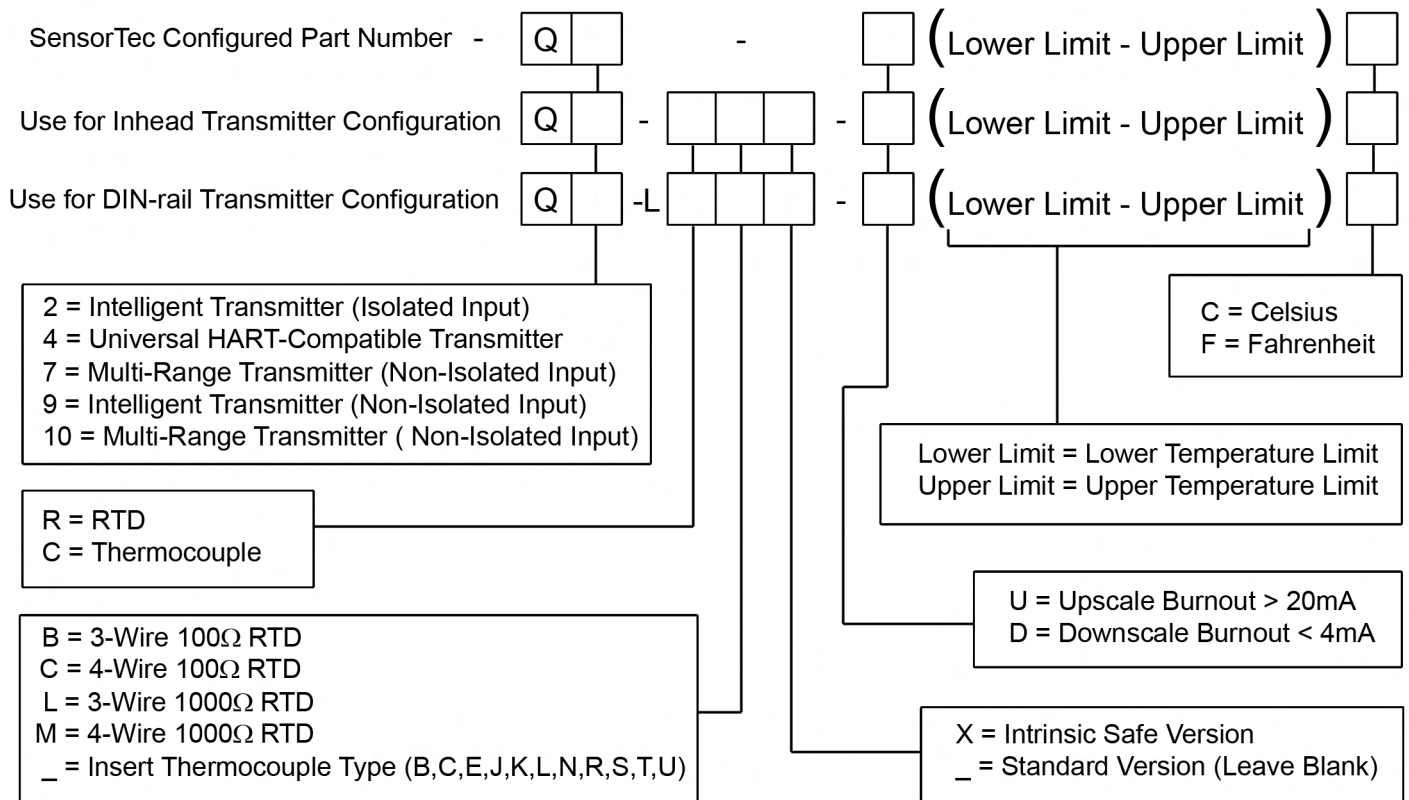 SensorTec Configured Part Number - Q - (Lower Limit - Upper Limit)
Use for Inhead Transmitter Configuration Q - - (Lower Limit - Upper Limit)
Use for DIN-rail Transmitter Configuration Q -L - (Lower Limit - Upper Limit)
2 = Intelligent Transmitter (Isolated Input)
4 = Universal HART-Compatible Transmitter
7 = Multi-Range Transmitter (Non-Isolated Input)
9 = Intelligent Transmitter (Non-Isolated Input)
10 = Multi-Range Transmitter ( Non-Isolated Input)
C = Celsius
F = Fahrenheit
Lower Limit = Lower Temperature Limit
Upper Limit = Upper Temperature Limit
R = RTD
C = Thermocouple
U = Upscale Burnout > 20mA
D = Downscale Burnout < 4mA
B = 3-Wire 100Ω RTD
C = 4-Wire 100Ω RTD
L = 3-Wire 1000Ω RTD
M = 4-Wire 1000Ω RTD
_ = Insert Thermocouple Type (B,C,E,J,K,L,N,R,S,T,U)
X = Intrinsic Safe Version
_ = Standard Version (Leave Blank)